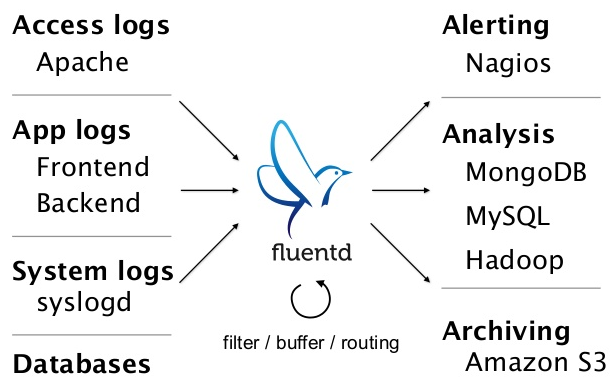 Access logs
Apache
App logs
Frontend
Backend
System logs
syslogd
Databases
fluentd
filter / buffer / routing
Alerting
Nagios
Analysis
MongoDB
MySQL
Hadoop
Archiving
Amazon S3